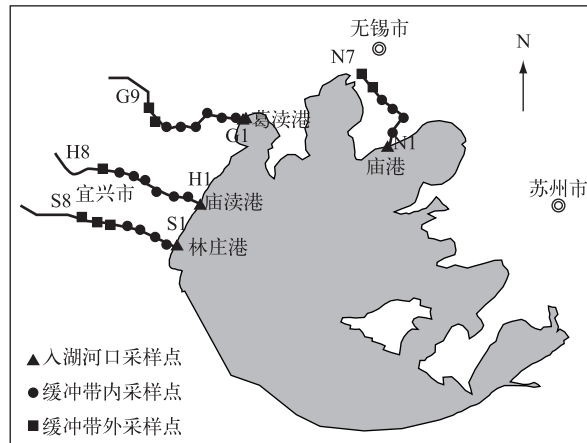 无锡市
N7
N
G9
葛渎港
G1
N1
庙港
H8
H1
宜兴市
庙渎港
苏州市
S8
S1
林庄港
▲入湖河口采样点
●缓冲带内采样点
■缓冲带外采样点